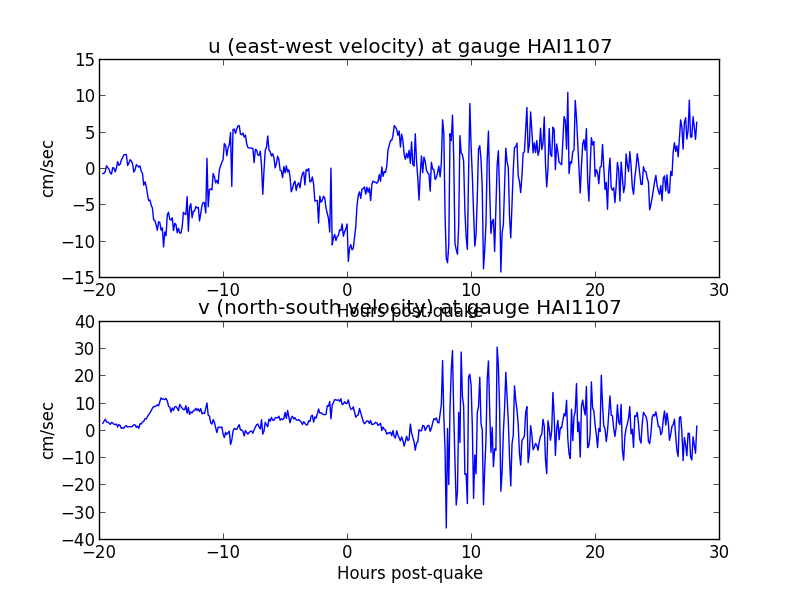 u (east-west velocity) at gauge HAI1107
15
10
5
0
−5
−10
−15
cm/sec
−20 −10 0 10 20 30
Hours post-quake
v (north-south velocity) at gauge HAI1107
40
30
20
10
0
−10
−20
−30
−40
cm/sec
−20 −10 0 10 20 30
Hours post-quake